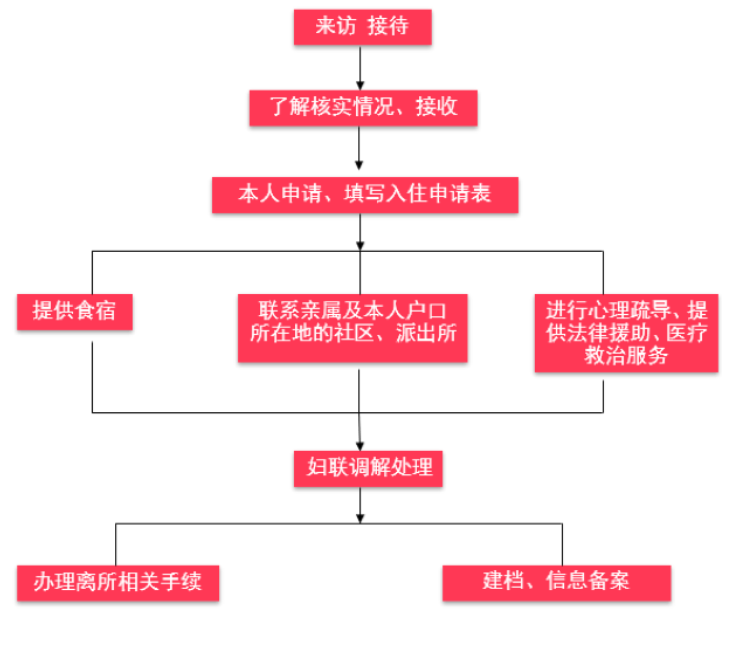 来访 接待
了解核实情况、接收
本人申请、填写入住申请表
提供食宿
联系亲属及本人户口
所在地的社区、派出所
进行心理疏导、提
供法律援助、医疗
救治服务
妇联调解处理
办理离所相关手续
建档、信息备案